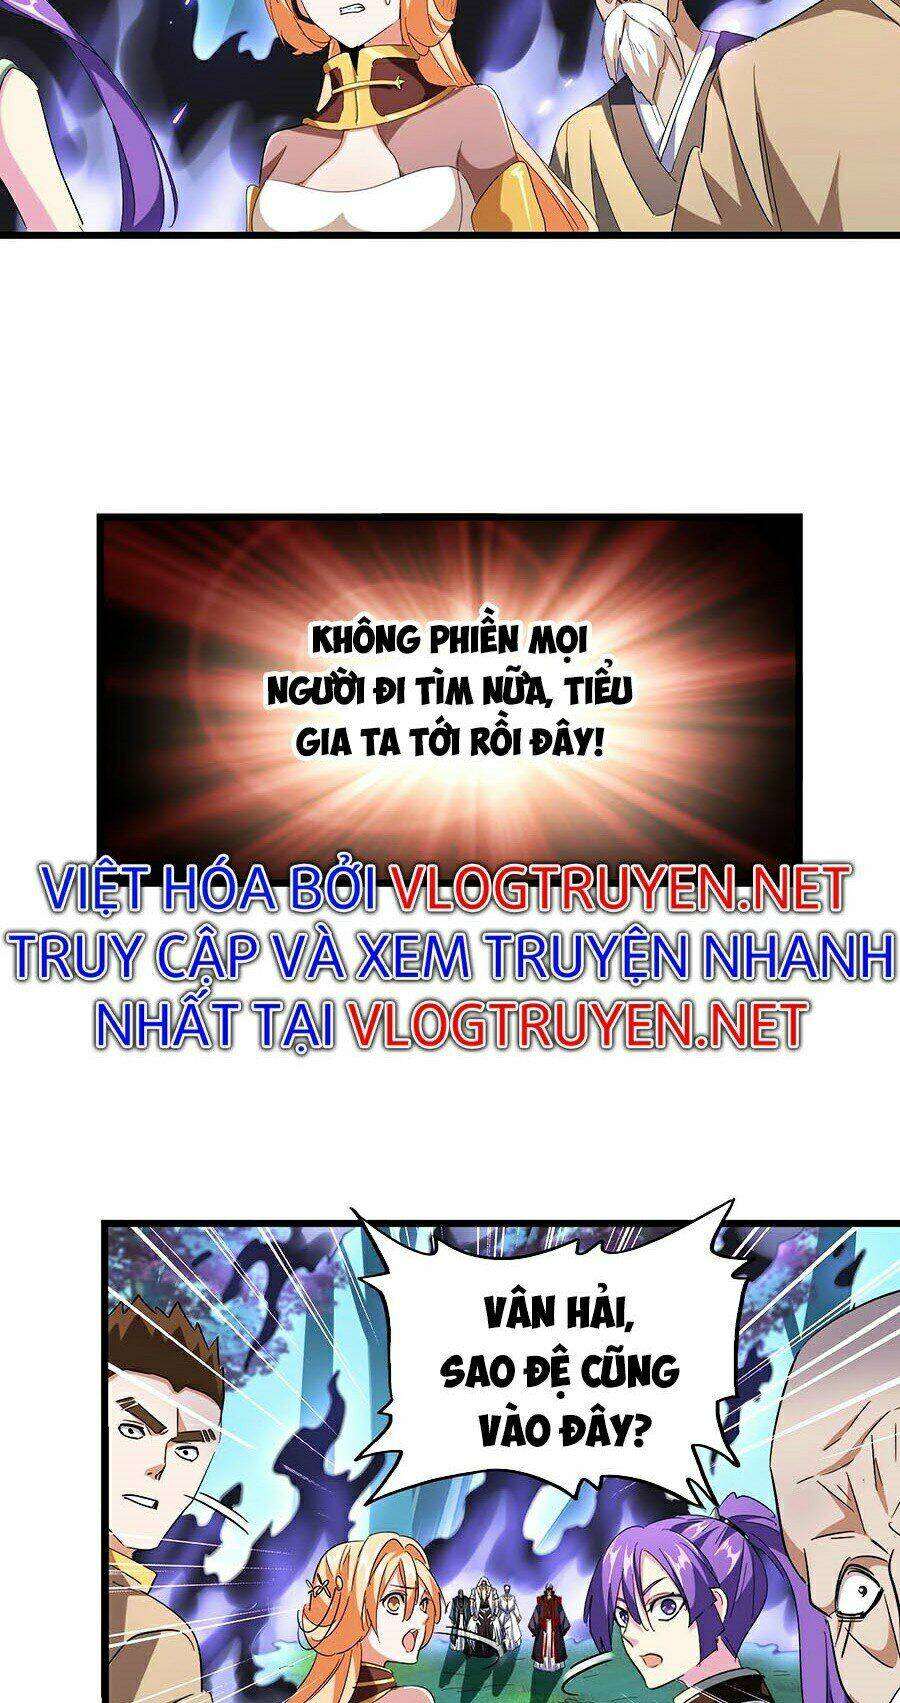 KHÔNG PHIỀN MỌI
NGƯỜI ĐI TÌM NỮA, TIỂU
GIA TA TỚI RỒI ĐÂY!
VIỆT HÓA BỞI VLOGTRUYEN.NET
TRUY CẬP VÀ XEM TRUYỆN NHANH
NHẤT TẠI VLOGTRUYEN.NET
VÂN HẢI,
SAO ĐỆ CŨNG
VÀO ĐÂY?